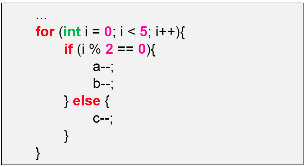 ...
for (int i = 0; i < 5; i++){
if (i % 2 == 0){
a--;
b--;
} else {
c--;
}
}